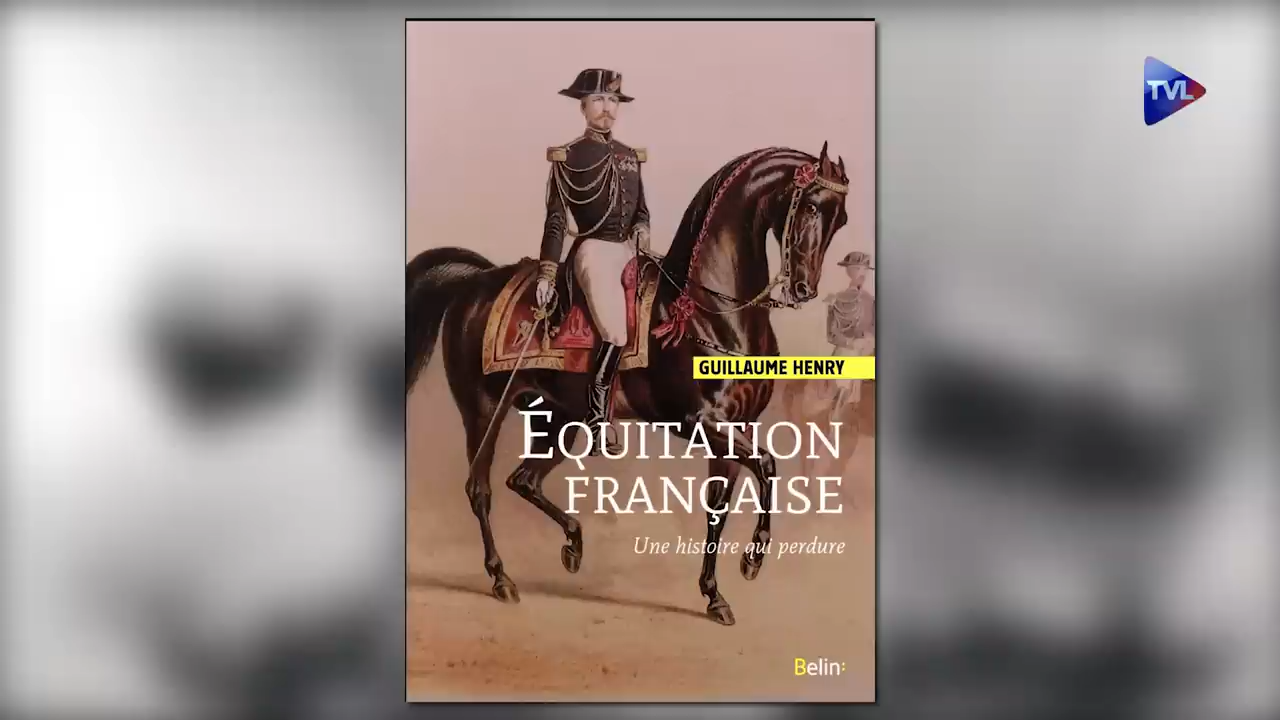 TVL
GUILLAUME HENRY
ÉQUITATION
FRANÇAISE
Une histoire qui perdure
Belin: